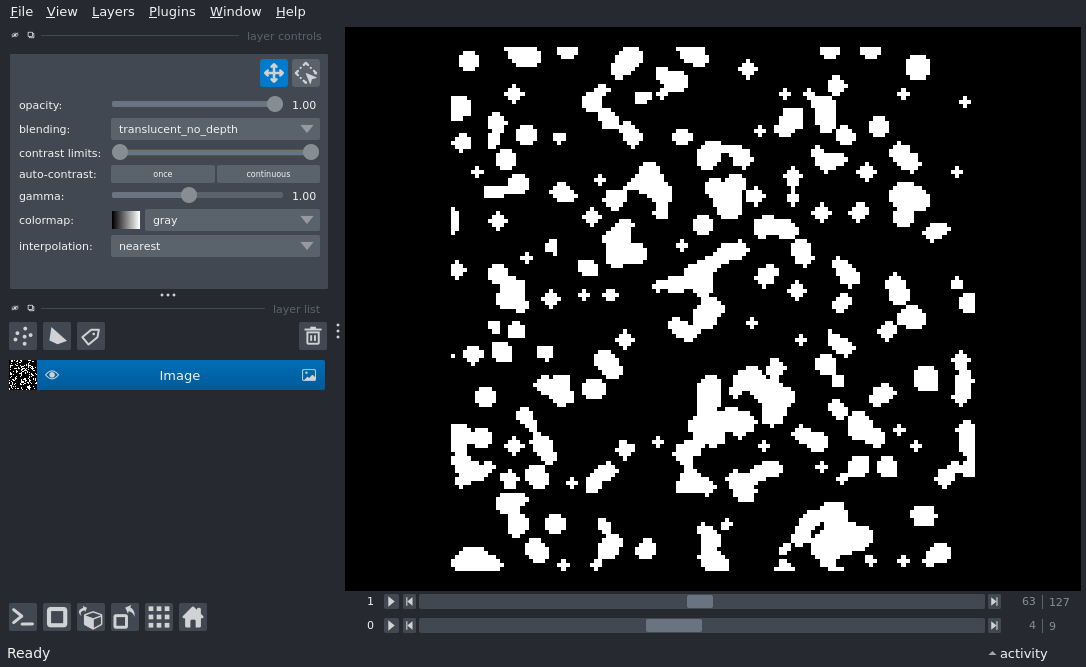 File View Layers Plugins Window Help
layer controls
opacity: 1.00
blending: translucent_no_depth
contrast limits:
auto-contrast: once continuous
gamma: 1.00
colormap: gray
interpolation: nearest
layer list
Image
1 63 127
0 4 9
Ready activity